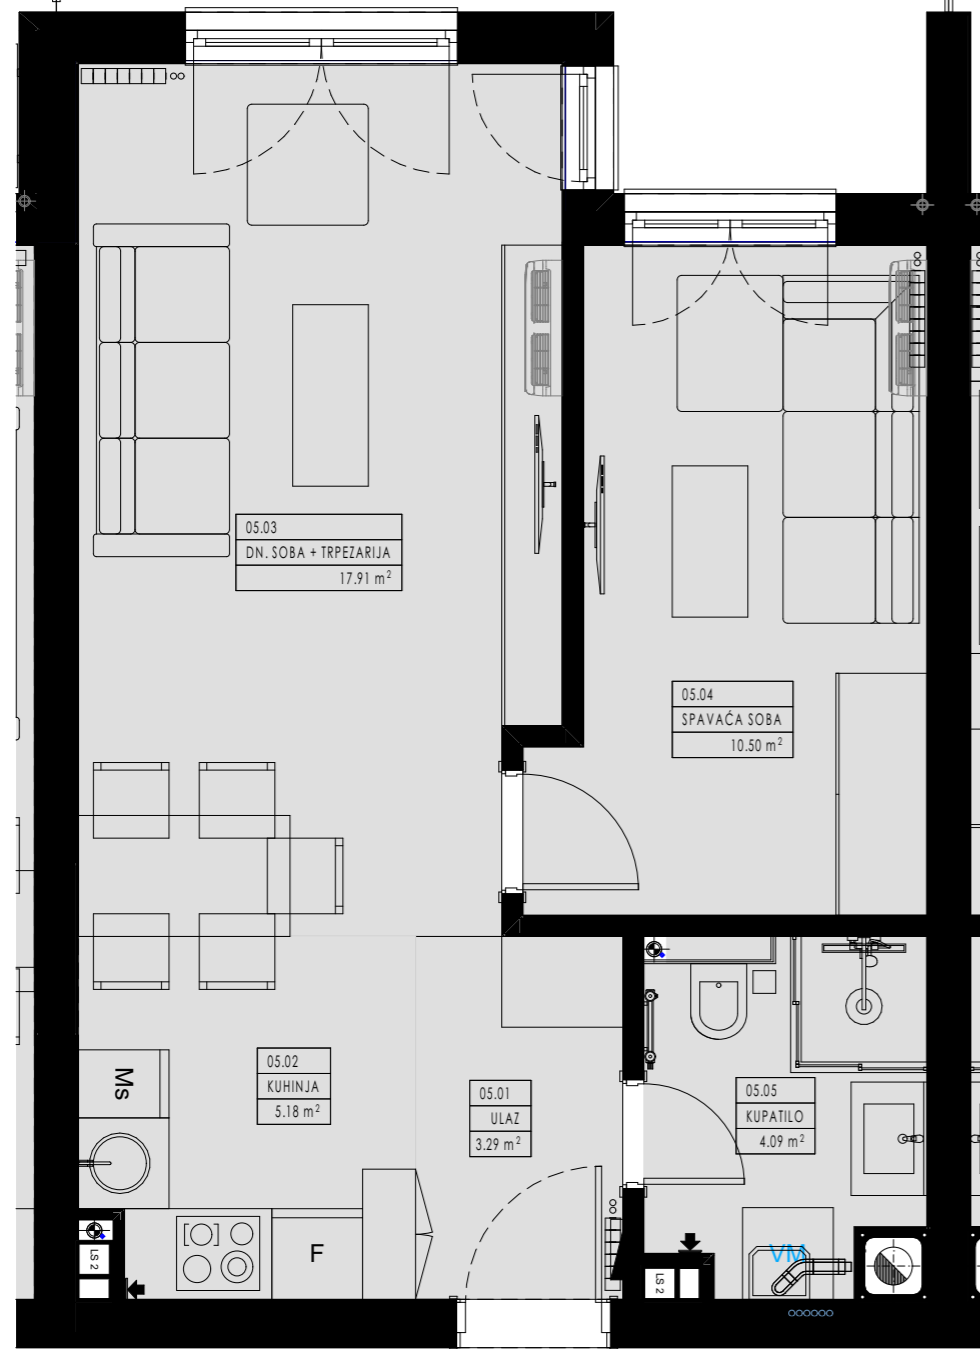 05.03
DN. SOBA + TRPEZARIJA
17.91 m²
05.04
SPAVAĆA SOBA
10.50 m²
05.02
KUHINJA
5.18 m²
05.01
ULAZ
3.29 m²
05.05
KUPATILO
4.09 m²
Ms
F
LS 2
LS 2
VM